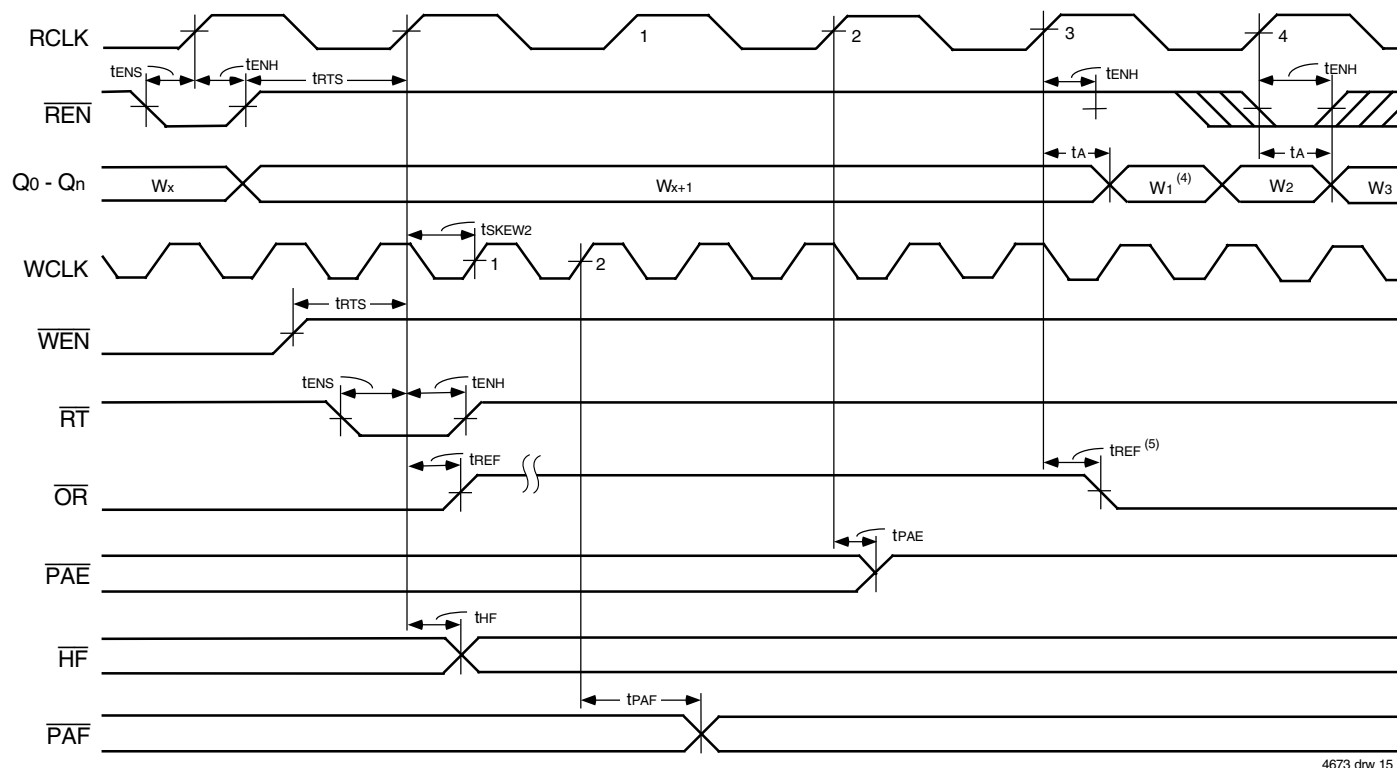 RCLK 1 2 3 4
tENS tENH tRTS tENH tENH
REN
tA tA
Q0 - Qn Wx Wx+1 W1 (4) W2 W3
tSKEW2
WCLK 1 2
tRTS
WEN
tENS tENH
RT
tREF tREF (5)
OR
tPAE
PAE
tHF
HF
tPAF
PAF
4673 drw 15